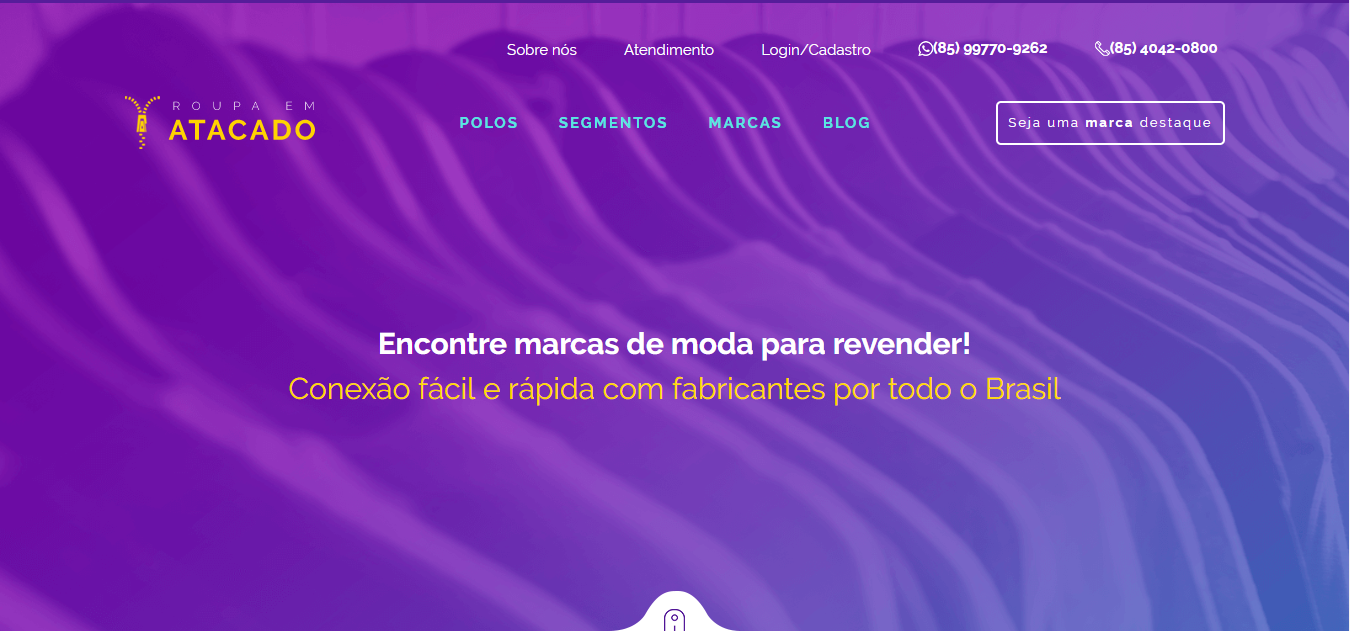 Sobre nós Atendimento Login/Cadastro (85) 99770-9262 (85) 4042-0800
ROUPA EM
ATACADO
POLOS SEGMENTOS MARCAS BLOG
Seja uma marca destaque
Encontre marcas de moda para revender!
Conexão fácil e rápida com fabricantes por todo o Brasil